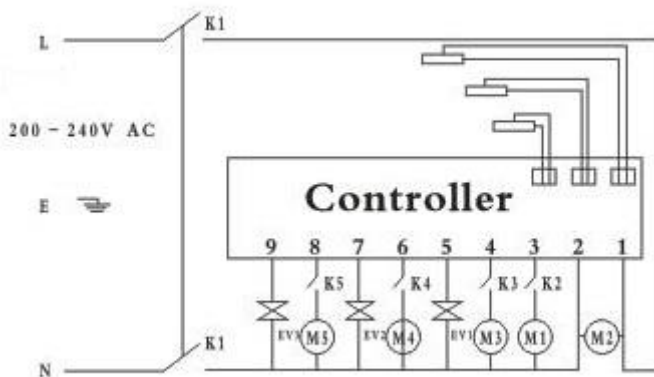 L K1
200 - 240V AC
E
Controller
9 8 7 6 5 4 3 2 1
K5 K4 K3 K2
EV3 M5 EV2 M4 EV1 M3 M1 M2
K1
N